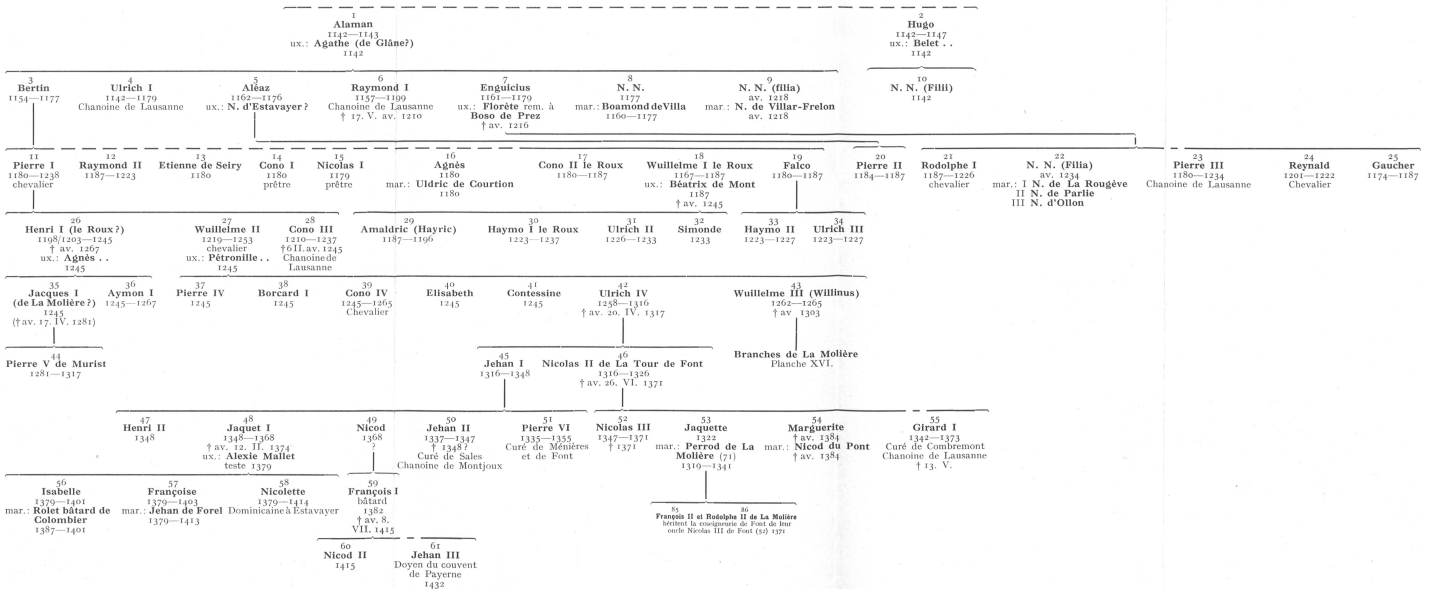 1
Alaman
1142—1143
ux.: Agathe (de Glâne?)
1142
2
Hugo
1142—1147
ux.: Belet . .
1142
3
Bertin
1154—1177
4
Ulrich I
1142—1179
Chanoine de Lausanne
5
Aléaz
1162—1176
ux.: N. d'Estavayer ?
6
Raymond I
1157—1199
Chanoine de Lausanne
† 17. V. av. 1210
7
Enguicius
1161—1179
ux.: Florète rem. à
Boso de Prez
† av. 1216
8
N. N.
1177
mar.: Boamond de Villa
1160—1177
9
N. N. (filia)
av. 1218
mar.: N. de Villar-Frelon
av. 1218
10
N. N. (Filii)
1142
11
Pierre I
1180—1238
chevalier
12
Raymond II
1187—1223
13
Etienne de Seiry
1180
14
Cono I
1180
prêtre
15
Nicolas I
1179
prêtre
16
Agnès
1180
mar.: Uldric de Courtion
1180
17
Cono II le Roux
1180—1187
18
Wuillelme I le Roux
1167—1187
ux.: Béatrix de Mont
1187
† av. 1245
19
Falco
1180—1187
20
Pierre II
1184—1187
21
Rodolphe I
1187—1226
chevalier
22
N. N. (Filia)
av. 1234
mar.: I N. de La Rougève
II N. de Parlie
III N. d'Ollon
23
Pierre III
1180—1234
Chanoine de Lausanne
24
Reynald
1201—1222
Chevalier
25
Gaucher
1174—1187
26
Henri I (le Roux ?)
1198/1203—1245
† av. 1267
ux.: Agnès . .
1245
27
Wuillelme II
1219—1253
chevalier
ux.: Pétronille . .
1245
28
Cono III
1210—1237
† 6 II. av. 1245
Chanoine de
Lausanne
29
Amaldric (Hayric)
1187—1196
30
Haymo I le Roux
1223—1237
31
Ulrich II
1226—1233
32
Simonde
1233
33
Haymo II
1223—1227
34
Ulrich III
1223—1227
35
Jacques I
(de La Molière ?)
1245
(† av. 17. IV. 1281)
36
Aymon I
1245—1267
37
Pierre IV
1245
38
Borcard I
1245
39
Cono IV
1245—1265
Chevalier
40
Elisabeth
1245
41
Contessine
1245
42
Ulrich IV
1258—1316
† av. 20. IV. 1317
43
Wuillelme III (Willinus)
1262—1265
† av 1303
44
Pierre V de Murist
1281—1317
45
Jehan I
1316—1348
46
Nicolas II de La Tour de Font
1316—1326
† av. 26. VI. 1371
Branches de La Molière
Planche XVI.
47
Henri II
1348
48
Jaquet I
1348—1368
† av. 12. II. 1374
ux.: Alexie Mallet
teste 1379
49
Nicod
1368
?
50
Jehan II
1337—1347
† 1348 ?
Curé de Sales
Chanoine de Montjoux
51
Pierre VI
1335—1355
Curé de Ménières
et de Font
52
Nicolas III
1347—1371
† 1371
53
Jaquette
1322
mar.: Perrod de La
Molière (71)
1319—1341
54
Marguerite
† av. 1384
mar.: Nicod du Pont
† av. 1384
55
Girard I
1342—1373
Curé de Combremont
Chanoine de Lausanne
† 13. V.
56
Isabelle
1379—1401
mar.: Rolet bâtard de
Colombier
1387—1401
57
Françoise
1379—1403
mar.: Jehan de Forel
1379—1413
58
Nicolette
1379—1414
Dominicaine à Estavayer
59
François I
bâtard
1382
† av. 8.
VII. 1415
85 86
François II et Rodolphe II de La Molière
héritent la coseigneurie de Font de leur
oncle Nicolas III de Font (52) 1371
60
Nicod II
1415
61
Jehan III
Doyen du couvent
de Payerne
1432